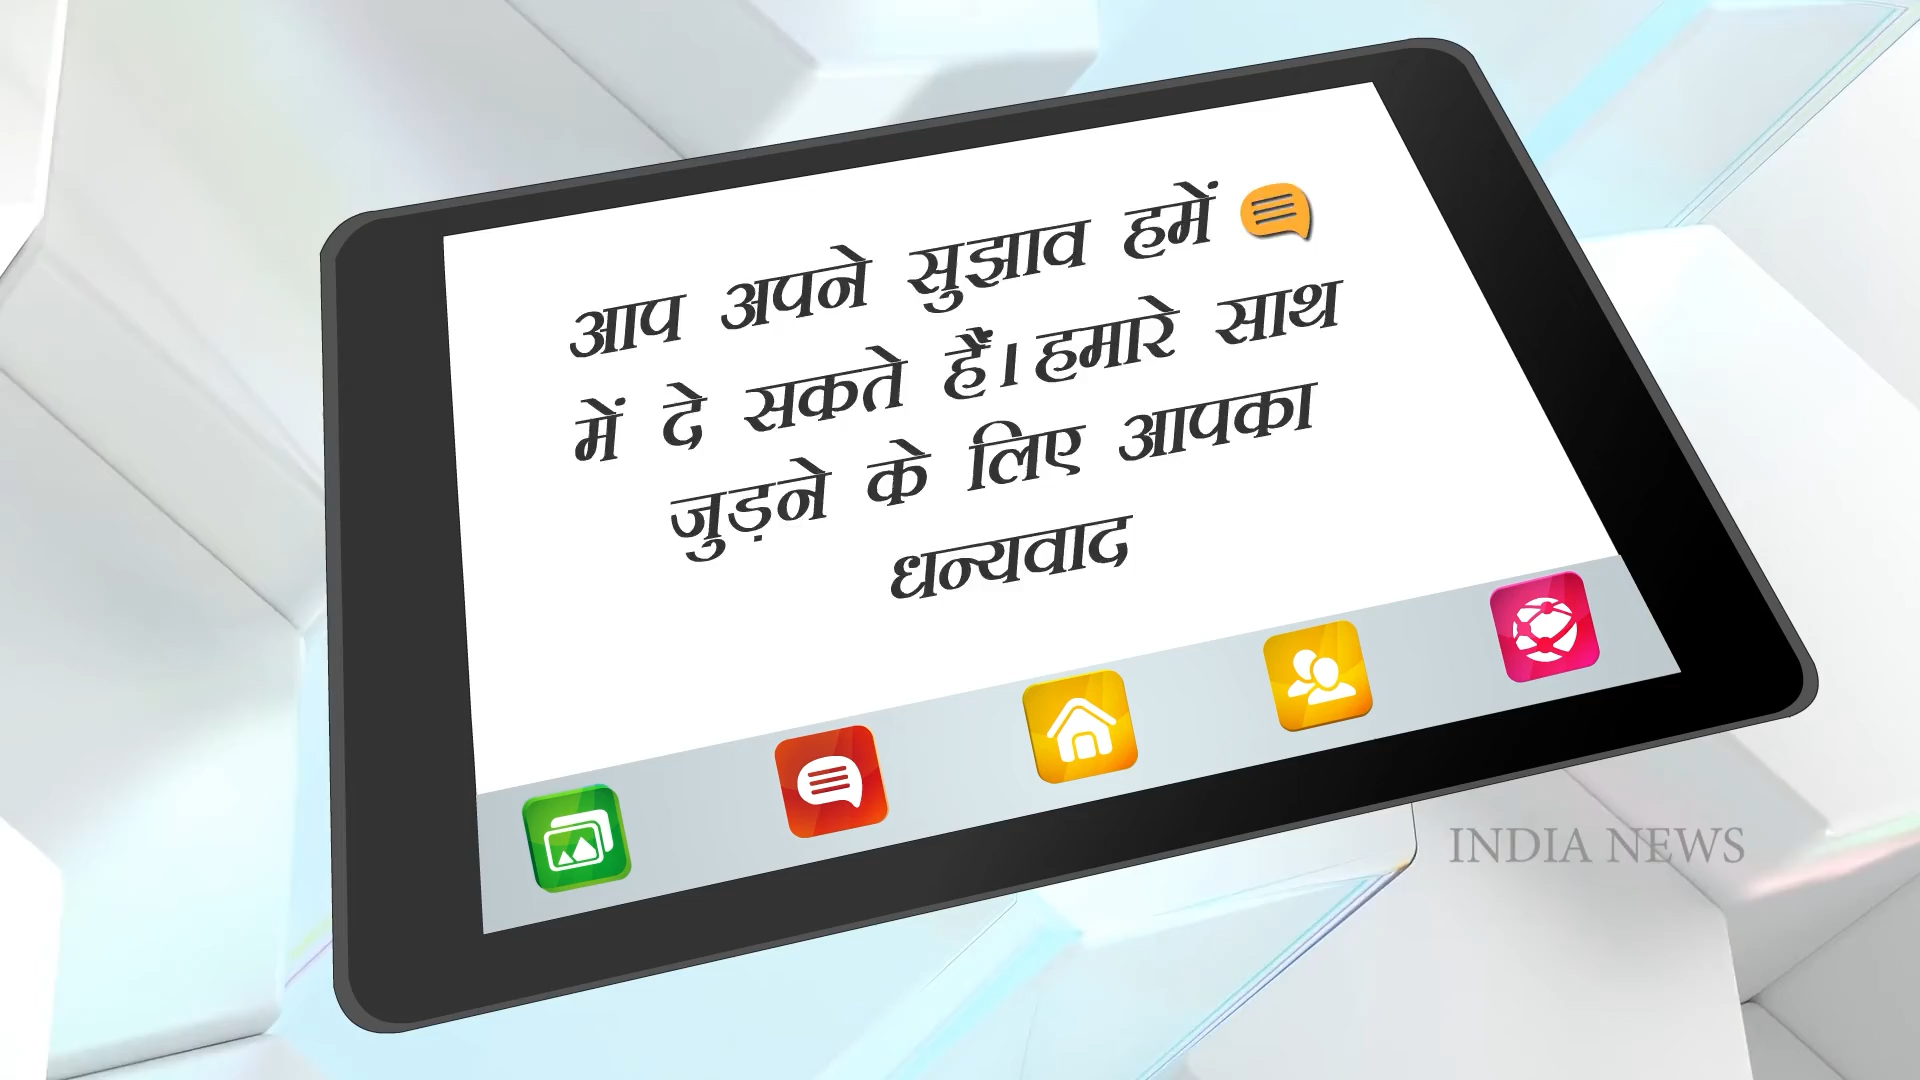 आप अपने सुझाव हमें
में दे सकते हैं। हमारे साथ
जुड़ने के लिए आपका
धन्यवाद
INDIA NEWS